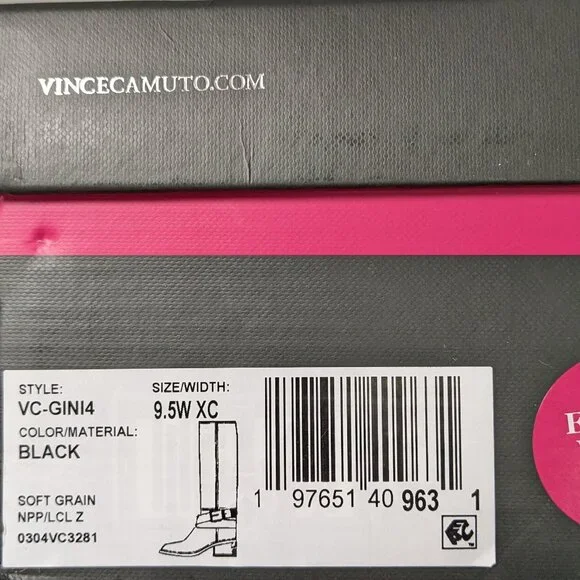 VINCECAMUTO.COM
STYLE: SIZE/WIDTH:
VC-GINI4 9.5W XC
COLOR/MATERIAL:
BLACK
SOFT GRAIN
NPP/LCL Z
0304VC3281
1 97651 40 963 1